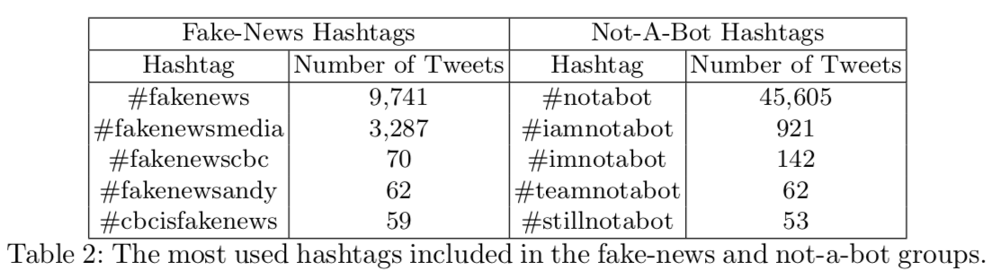 Fake-News Hashtags Not-A-Bot Hashtags
Hashtag Number of Tweets Hashtag Number of Tweets
#fakenews 9,741 #notabot 45,605
#fakenewsmedia 3,287 #iamnotabot 921
#fakenewscbc 70 #imnotabot 142
#fakenewsandy 62 #teamnotabot 62
#cbcisfakenews 59 #stillnotabot 53
Table 2: The most used hashtags included in the fake-news and not-a-bot groups.